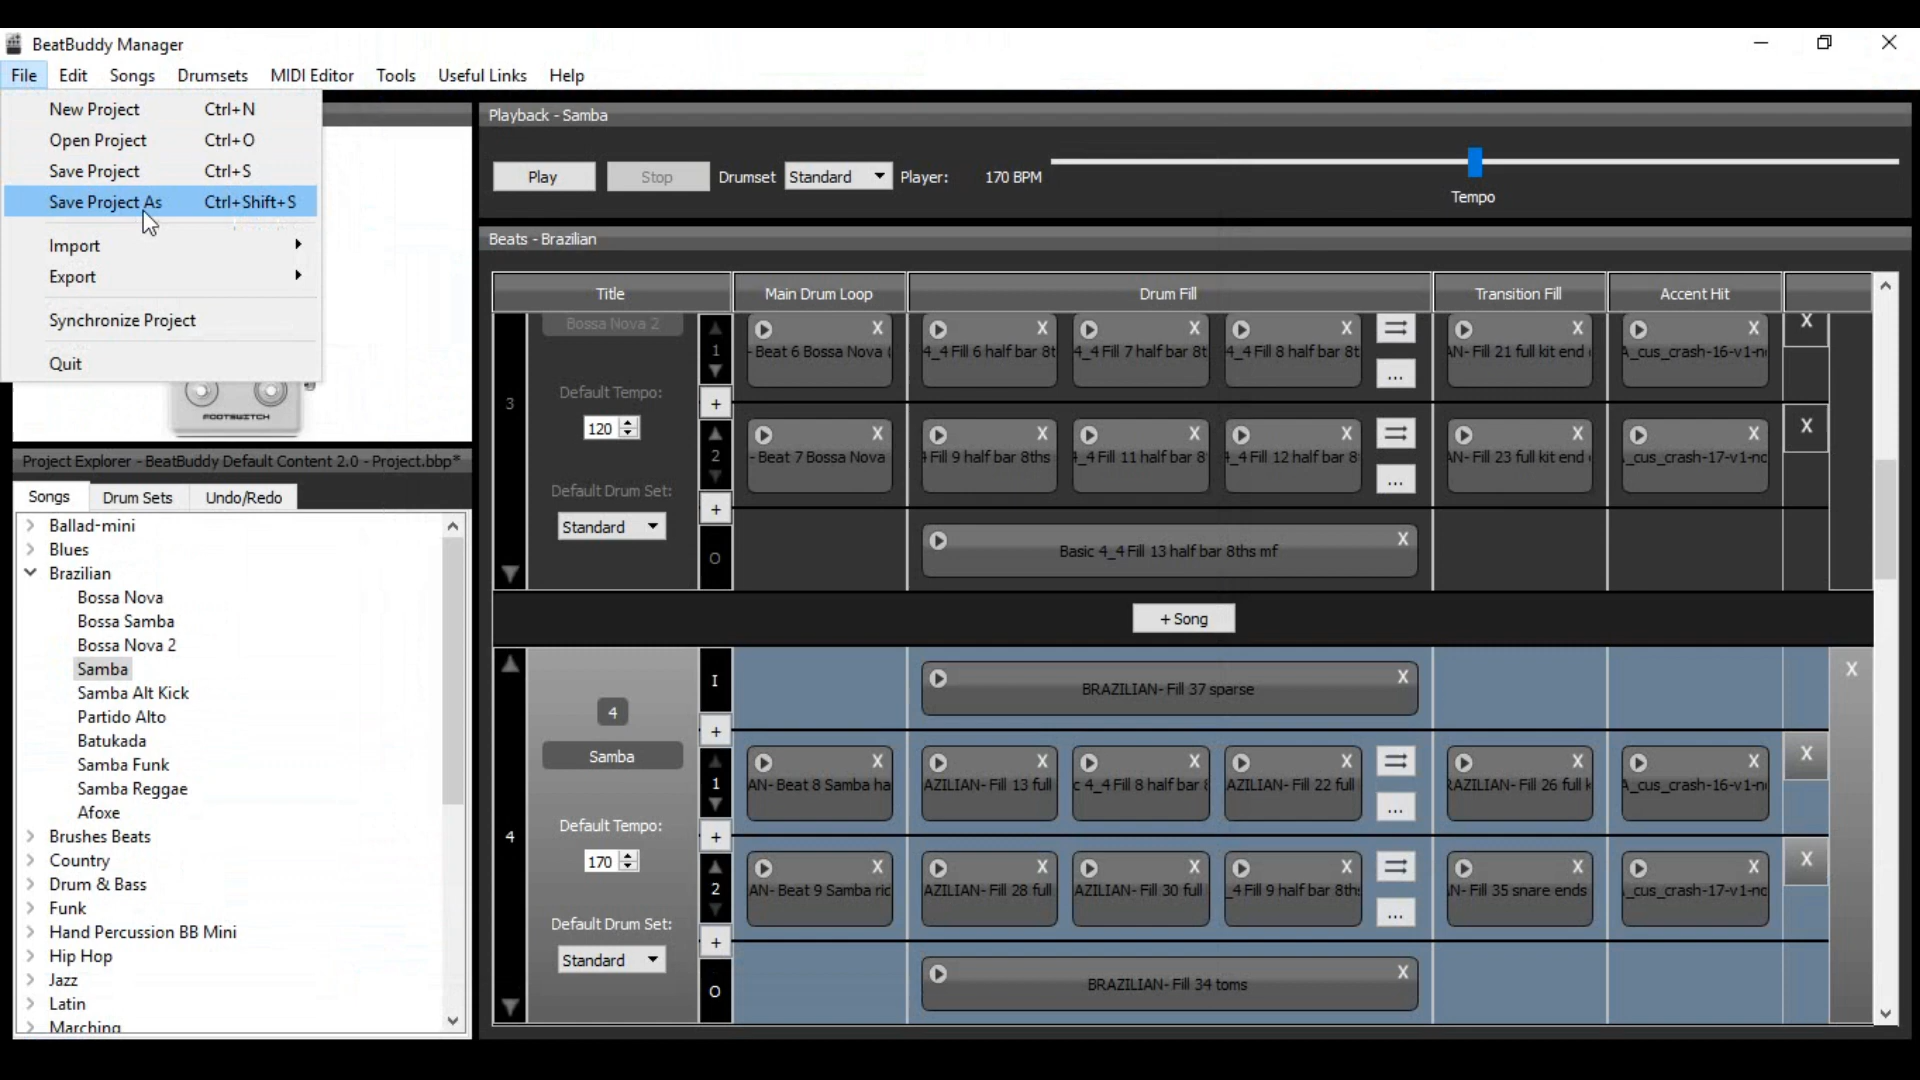 BeatBuddy Manager
File Edit Songs Drumsets MIDI Editor Tools Useful Links Help
New Project Ctrl+N
Open Project Ctrl+O
Save Project Ctrl+S
Save Project As Ctrl+Shift+S
Import
Export
Synchronize Project
Quit
FOOTSWITCH
Playback - Samba
Play Stop Drumset Standard Player: 170 BPM
Tempo
Beats - Brazilian
Title Main Drum Loop Drum Fill Transition Fill Accent Hit
Bossa Nova 2
1 X X X X X X X
- Beat 6 Bossa Nova ( 4_4 Fill 6 half bar 8t 4_4 Fill 7 half bar 8t 4_4 Fill 8 half bar 8t AN- Fill 21 full kit end A_cus_crash-16-v1-n
...
3 Default Tempo: +
120
2 X X X X X X X
- Beat 7 Bossa Nova Fill 9 half bar 8ths 4_4 Fill 11 half bar 8 4_4 Fill 12 half bar 8 AN- Fill 23 full kit end _cus_crash-17-v1-nc
...
Default Drum Set: +
Standard
O X
Basic 4_4 Fill 13 half bar 8ths mf
+ Song
I X X
BRAZILIAN- Fill 37 sparse
4
+
Samba
1 X X X X X X X
AN- Beat 8 Samba ha AZILIAN- Fill 13 full c 4_4 Fill 8 half bar 8 AZILIAN- Fill 22 full RAZILIAN- Fill 26 full k A_cus_crash-16-v1-n
...
4 Default Tempo: +
170
2 X X X X X X X
AN- Beat 9 Samba ric AZILIAN- Fill 28 full AZILIAN- Fill 30 full _4 Fill 9 half bar 8th AN- Fill 35 snare ends _cus_crash-17-v1-nc
...
Default Drum Set: +
Standard
O X
BRAZILIAN- Fill 34 toms
Project Explorer - BeatBuddy Default Content 2.0 - Project.bbp*
Songs Drum Sets Undo/Redo
Ballad-mini
Blues
Brazilian
Bossa Nova
Bossa Samba
Bossa Nova 2
Samba
Samba Alt Kick
Partido Alto
Batukada
Samba Funk
Samba Reggae
Afoxe
Brushes Beats
Country
Drum & Bass
Funk
Hand Percussion BB Mini
Hip Hop
Jazz
Latin
Marching